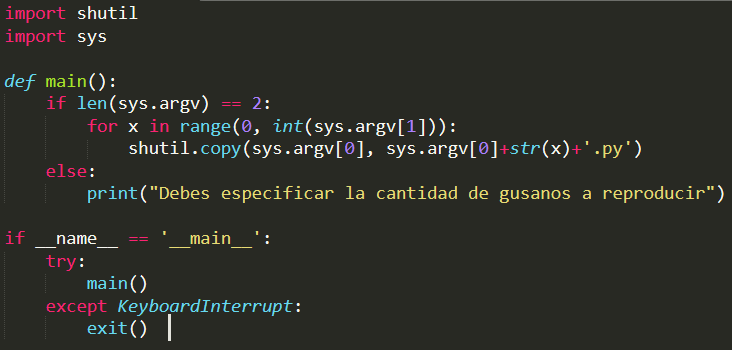 import shutil
import sys
def main():
    if len(sys.argv) == 2:
        for x in range(0, int(sys.argv[1])):
            shutil.copy(sys.argv[0], sys.argv[0]+str(x)+'.py')
    else:
        print("Debes especificar la cantidad de gusanos a reproducir")
if __name__ == '__main__':
    try:
        main()
    except KeyboardInterrupt:
        exit()